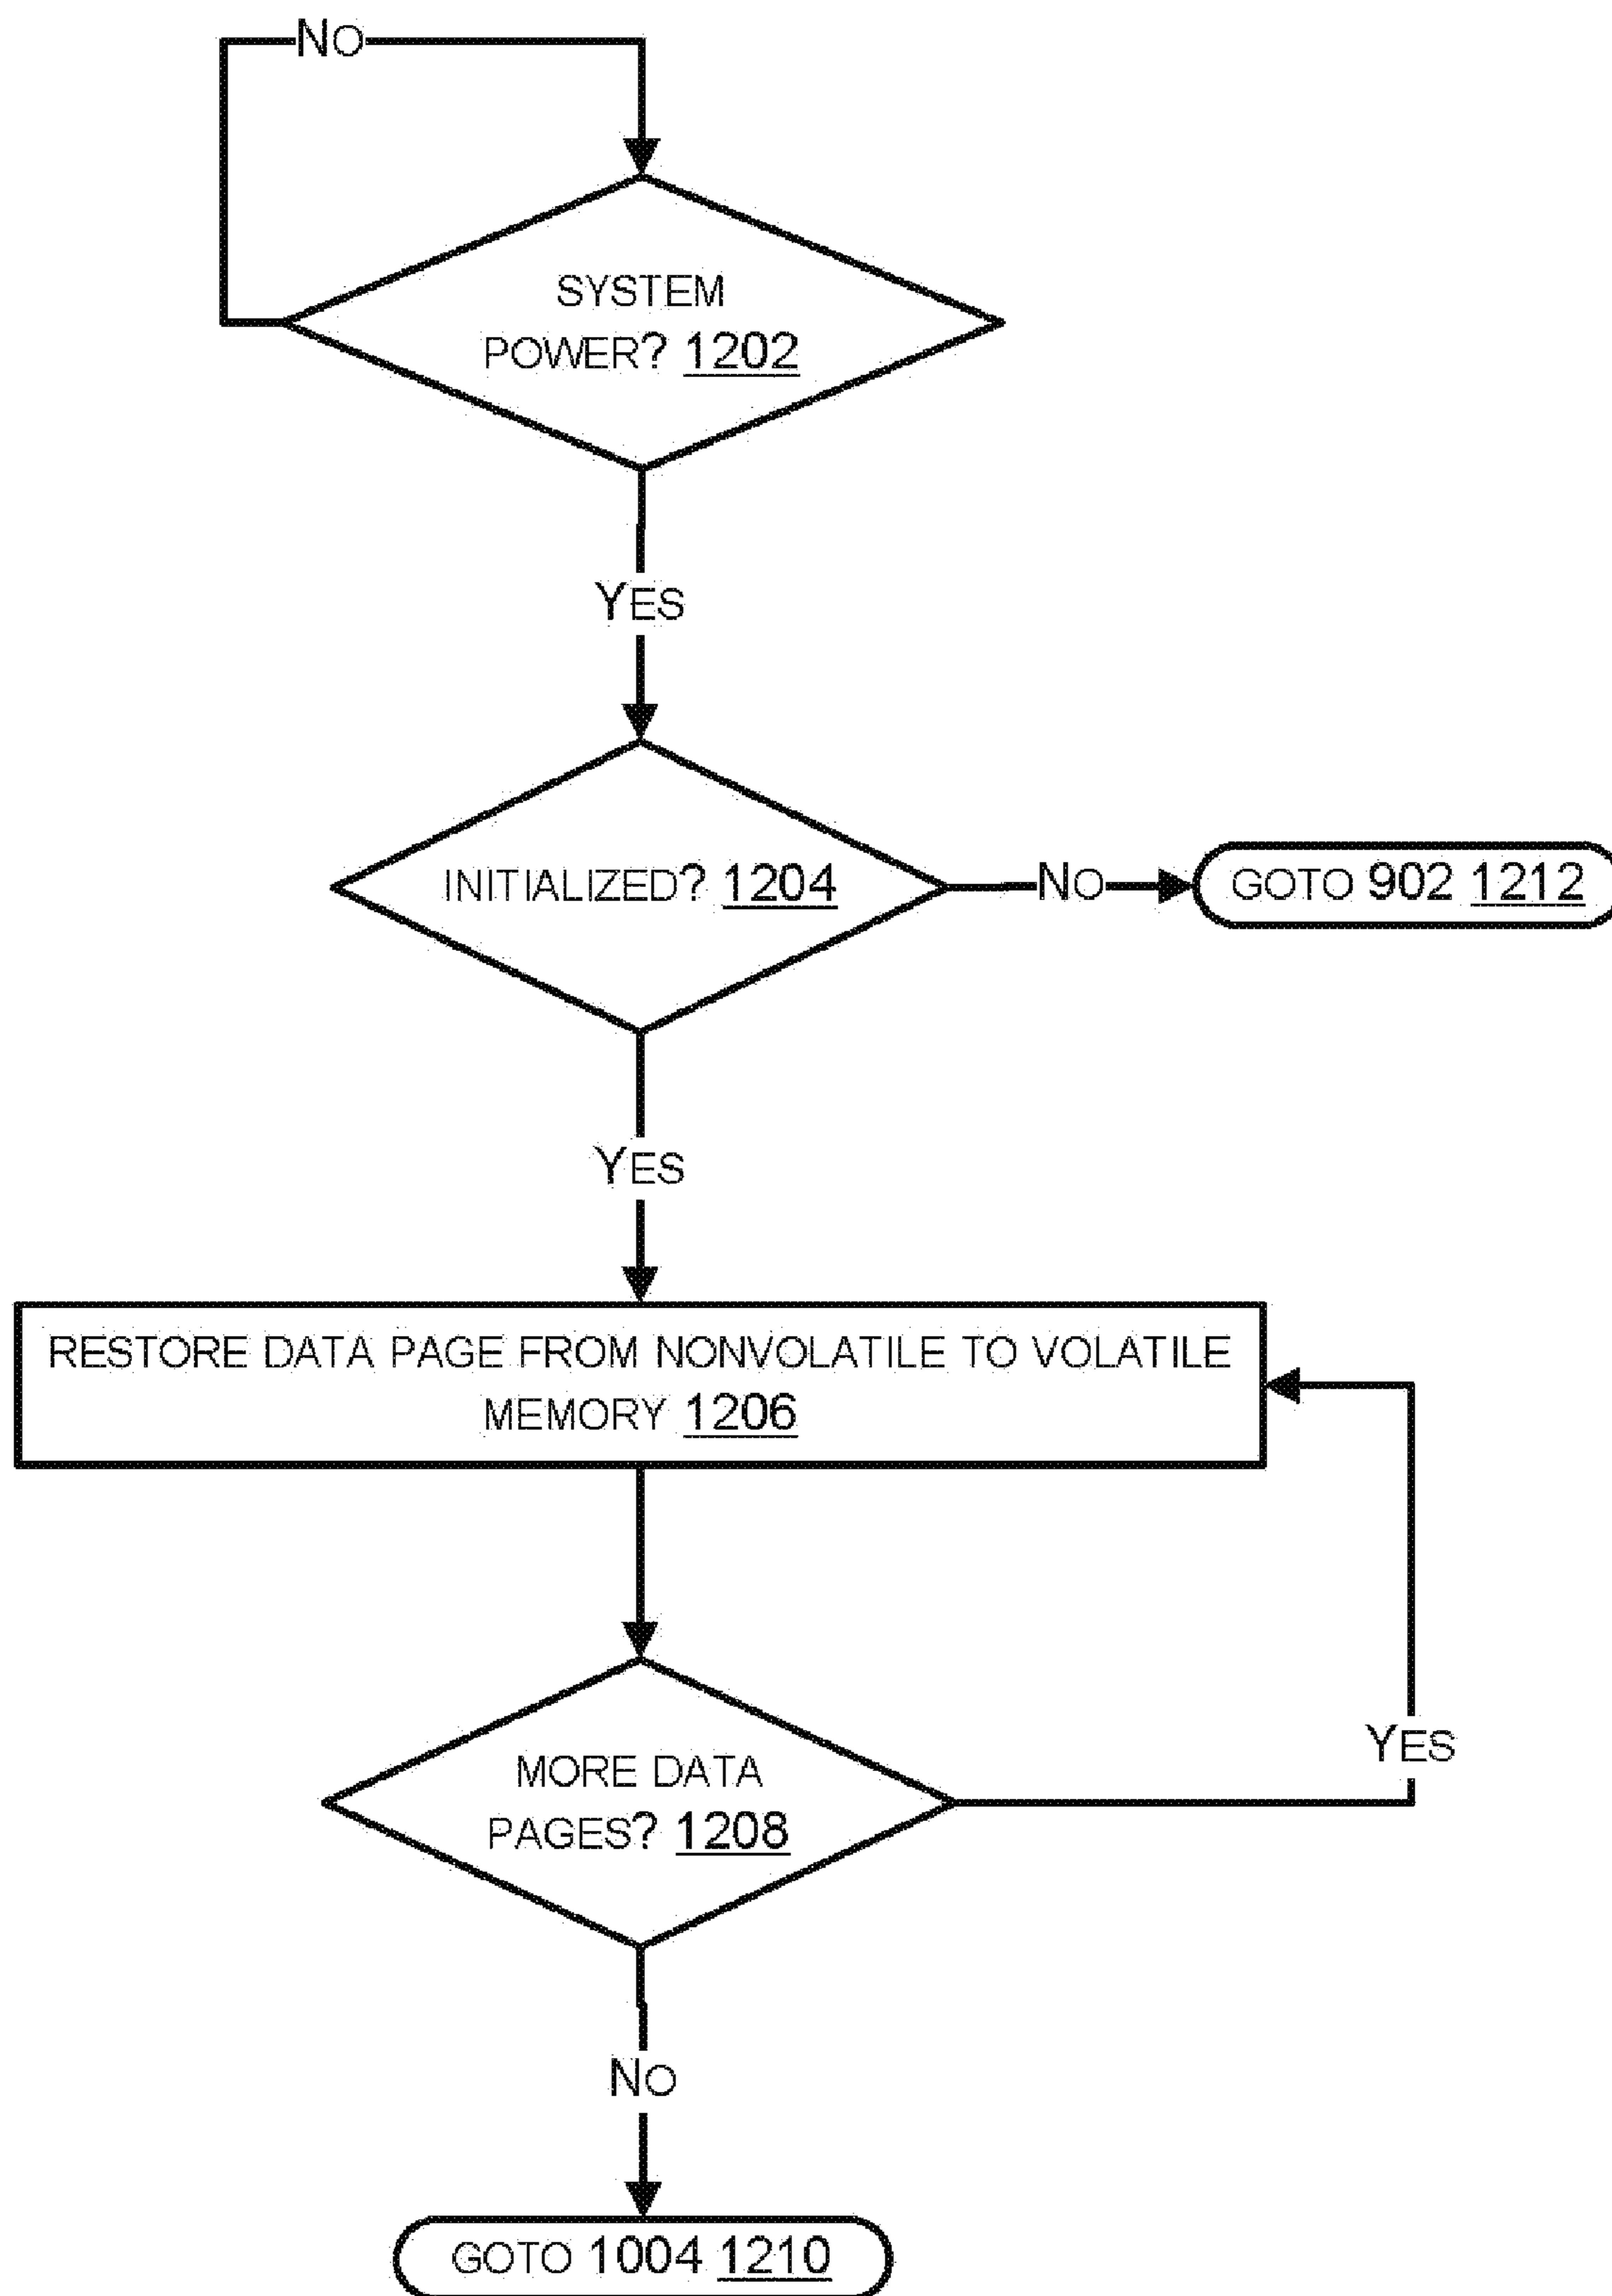 NO
SYSTEM
POWER? 1202
YES
INITIALIZED? 1204
NO
GOTO 902 1212
YES
RESTORE DATA PAGE FROM NONVOLATILE TO VOLATILE
MEMORY 1206
MORE DATA
PAGES? 1208
YES
NO
GOTO 1004 1210